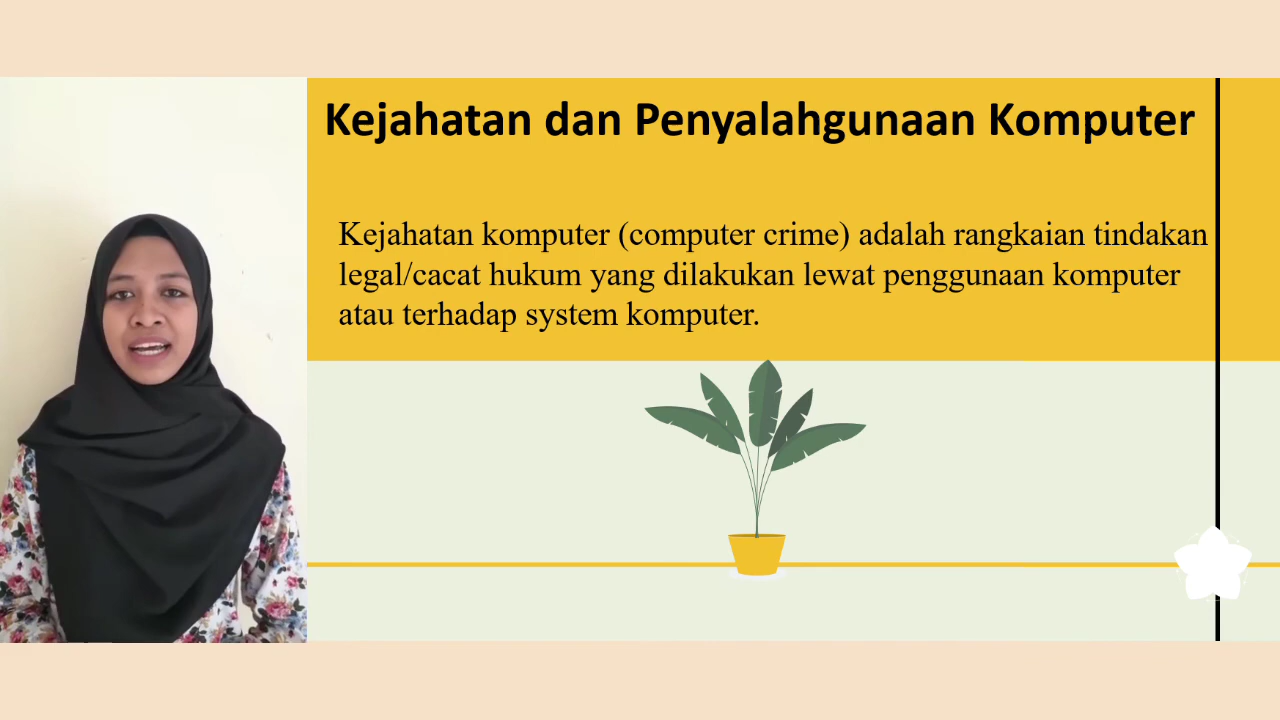 Kejahatan dan Penyalahgunaan Komputer
Kejahatan komputer (computer crime) adalah rangkaian tindakan
legal/cacat hukum yang dilakukan lewat penggunaan komputer
atau terhadap system komputer.